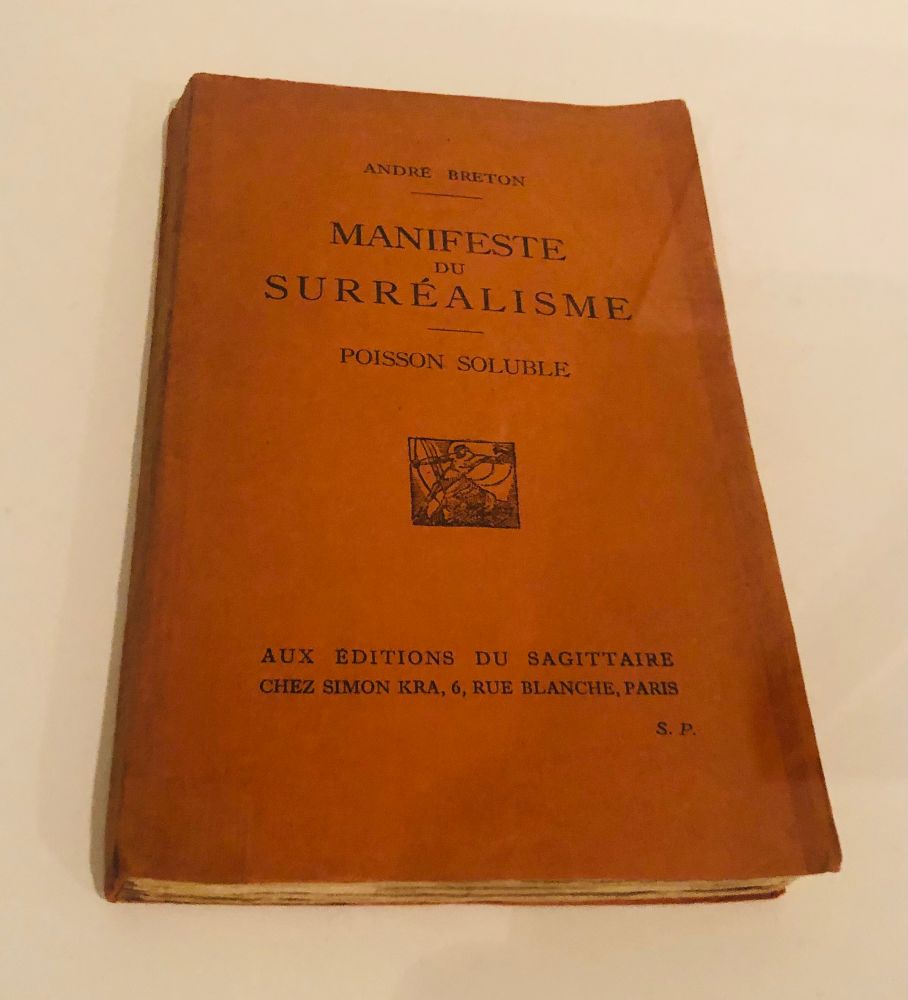 ANDRÉ BRETON
MANIFESTE
DU
SURRÉALISME
POISSON SOLUBLE
AUX ÉDITIONS DU SAGITTAIRE
CHEZ SIMON KRA, 6, RUE BLANCHE, PARIS
S. P.